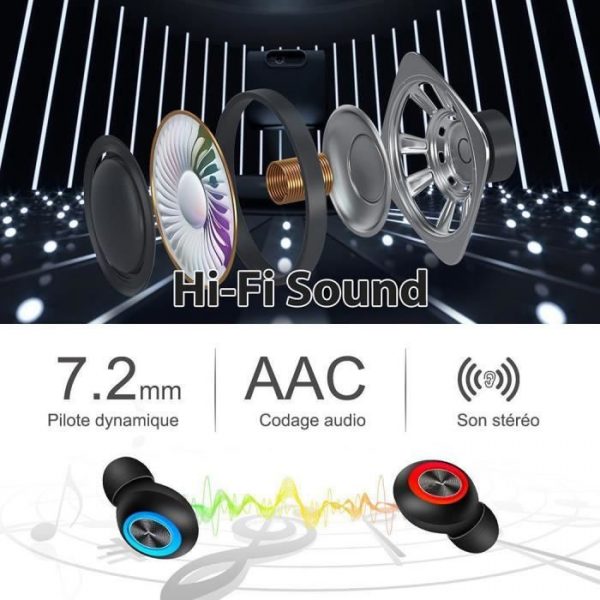 Hi-Fi Sound
7.2mm
AAC
Pilote dynamique
Codage audio
Son stéréo